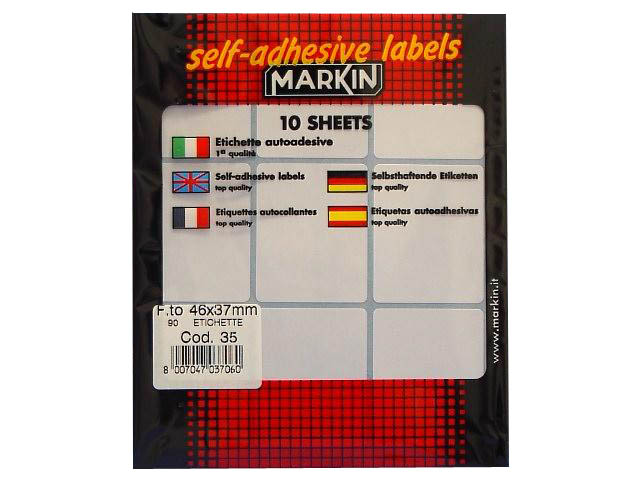 self-adhesive labels
MARKIN
10 SHEETS
Etichette autoadesive
1ª qualità
Self-adhesive labels
top quality
Selbsthaftende Etiketten
top quality
Etiquettes autocollantes
top quality
Etiquetas autoadhesivas
top quality
www.markin.it
F.to 46x37mm
90 ETICHETTE
Cod. 35
8 007047 037060